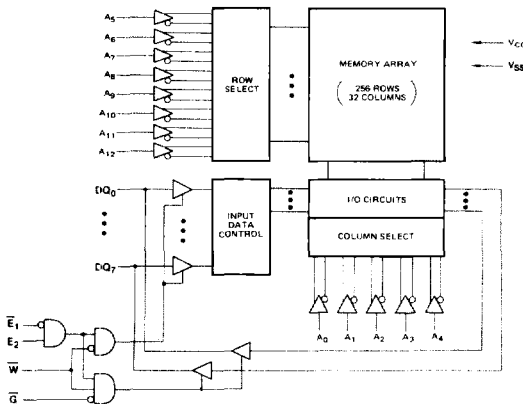 A5
A6
A7
A8
A9
A10
A11
A12
ROW
SELECT
MEMORY ARRAY
256 ROWS
32 COLUMNS
VCC
VSS
DQ0
DQ7
INPUT
DATA
CONTROL
I/O CIRCUITS
COLUMN SELECT
A0
A1
A2
A3
A4
E̅1
E2
W̅
G̅